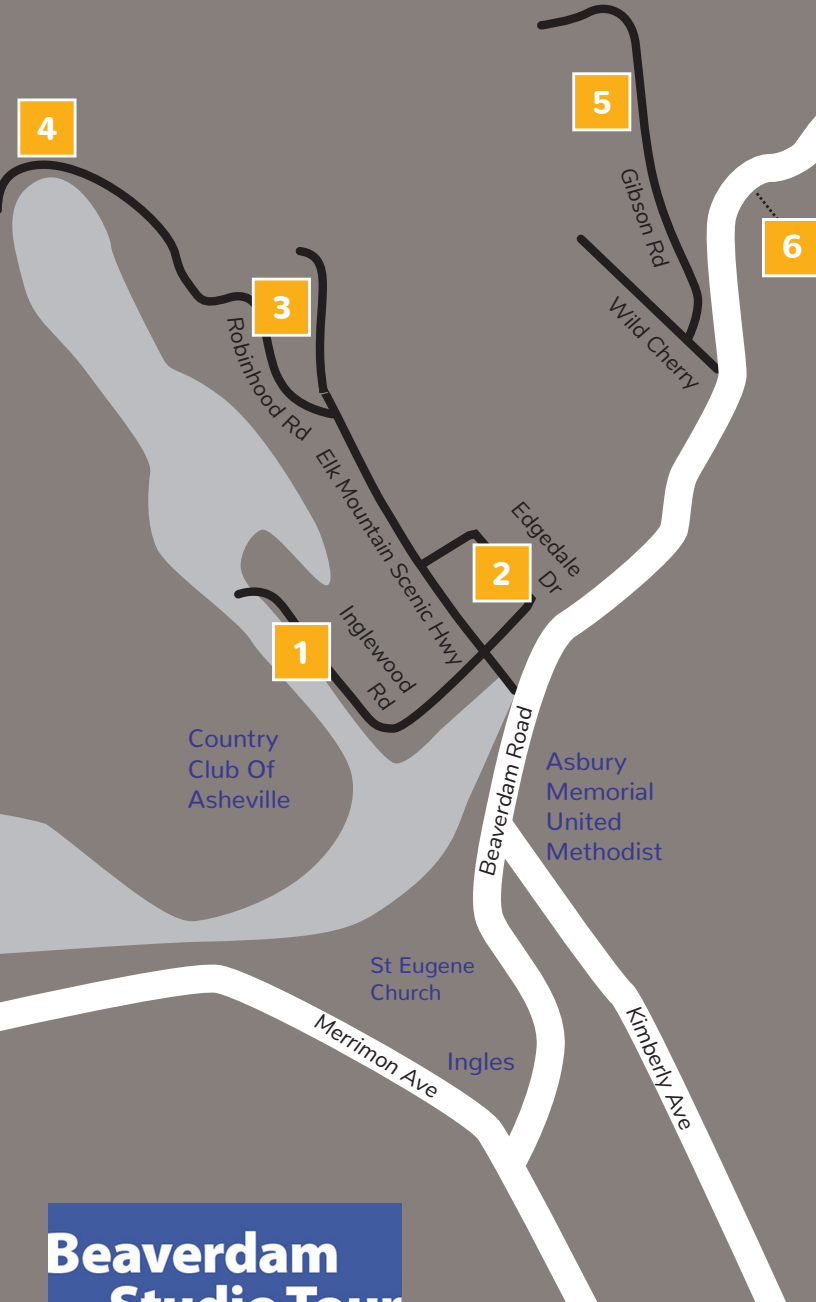 5
4
Gibson Rd
6
3
Wild Cherry
Robinhood Rd
Elk Mountain Scenic Hwy
Edgedale
Dr
2
Inglewood
Rd
1
Country
Club Of
Asheville
Beaverdam Road
Asbury
Memorial
United
Methodist
St Eugene
Church
Merrimon Ave
Ingles
Kimberly Ave
Beaverdam
Studio Tour